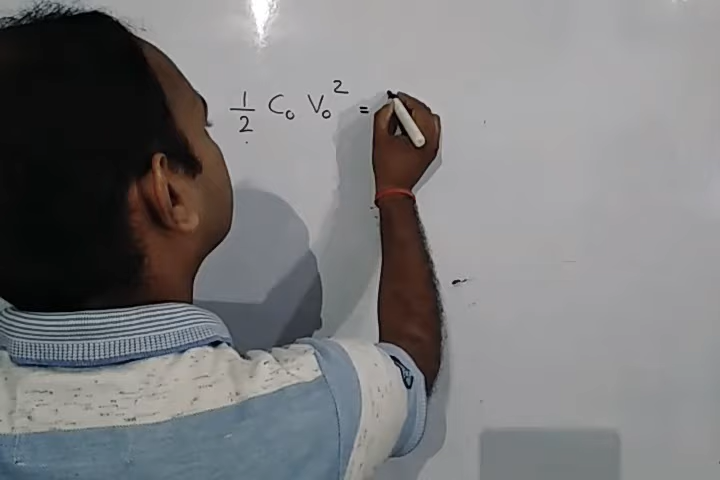 1/2 C₀ V₀² =